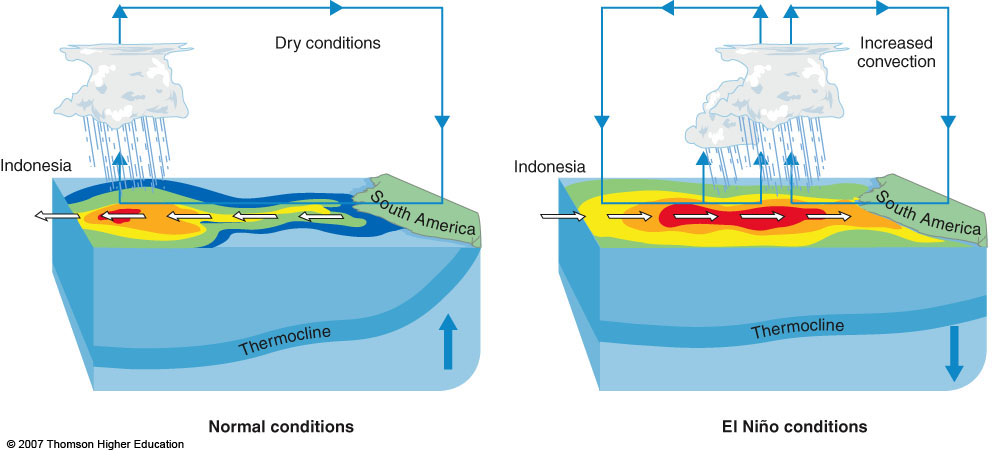 Dry conditions
Indonesia
South America
Thermocline
Normal conditions
Increased
convection
Indonesia
South America
Thermocline
El Niño conditions
© 2007 Thomson Higher Education